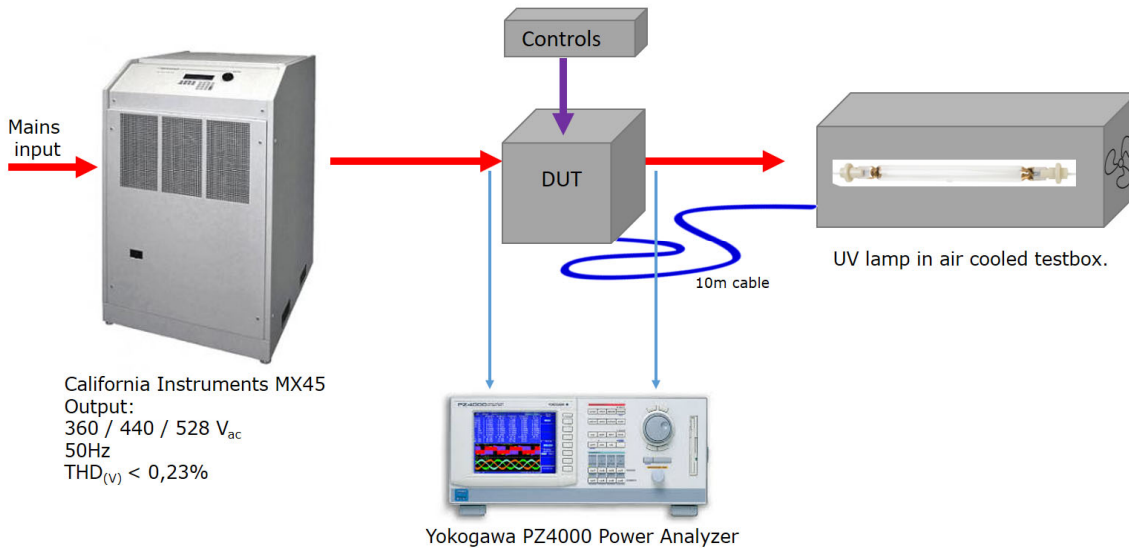 Controls
Mains
input
DUT
10m cable
UV lamp in air cooled testbox.
California Instruments MX45
Output:
360 / 440 / 528 Vac
50Hz
THD(V) < 0,23%
PZ4000
YOKOGAWA
Yokogawa PZ4000 Power Analyzer